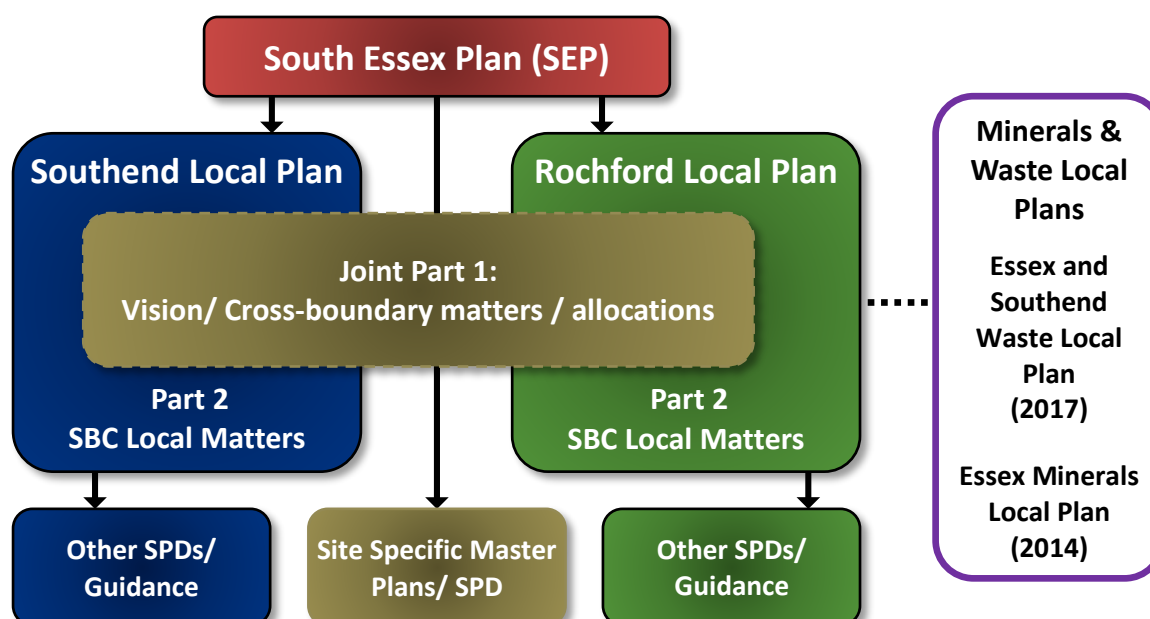 South Essex Plan (SEP)
Southend Local Plan
Rochford Local Plan
Joint Part 1:
Vision/ Cross-boundary matters / allocations
Part 2
SBC Local Matters
Part 2
SBC Local Matters
Other SPDs/
Guidance
Site Specific Master
Plans/ SPD
Other SPDs/
Guidance
Minerals &
Waste Local
Plans
Essex and
Southend
Waste Local
Plan
(2017)
Essex Minerals
Local Plan
(2014)